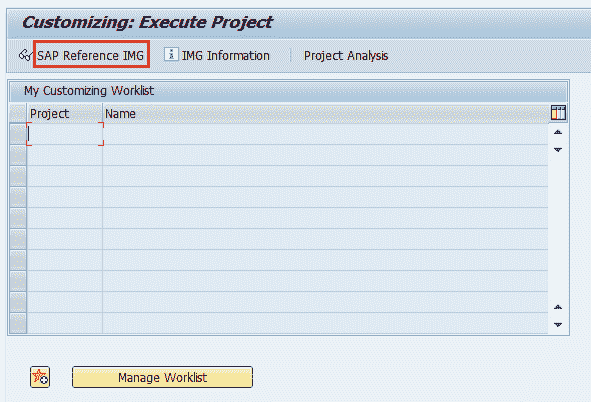 Customizing: Execute Project
SAP Reference IMG IMG Information Project Analysis
My Customizing Worklist
Project Name
Manage Worklist